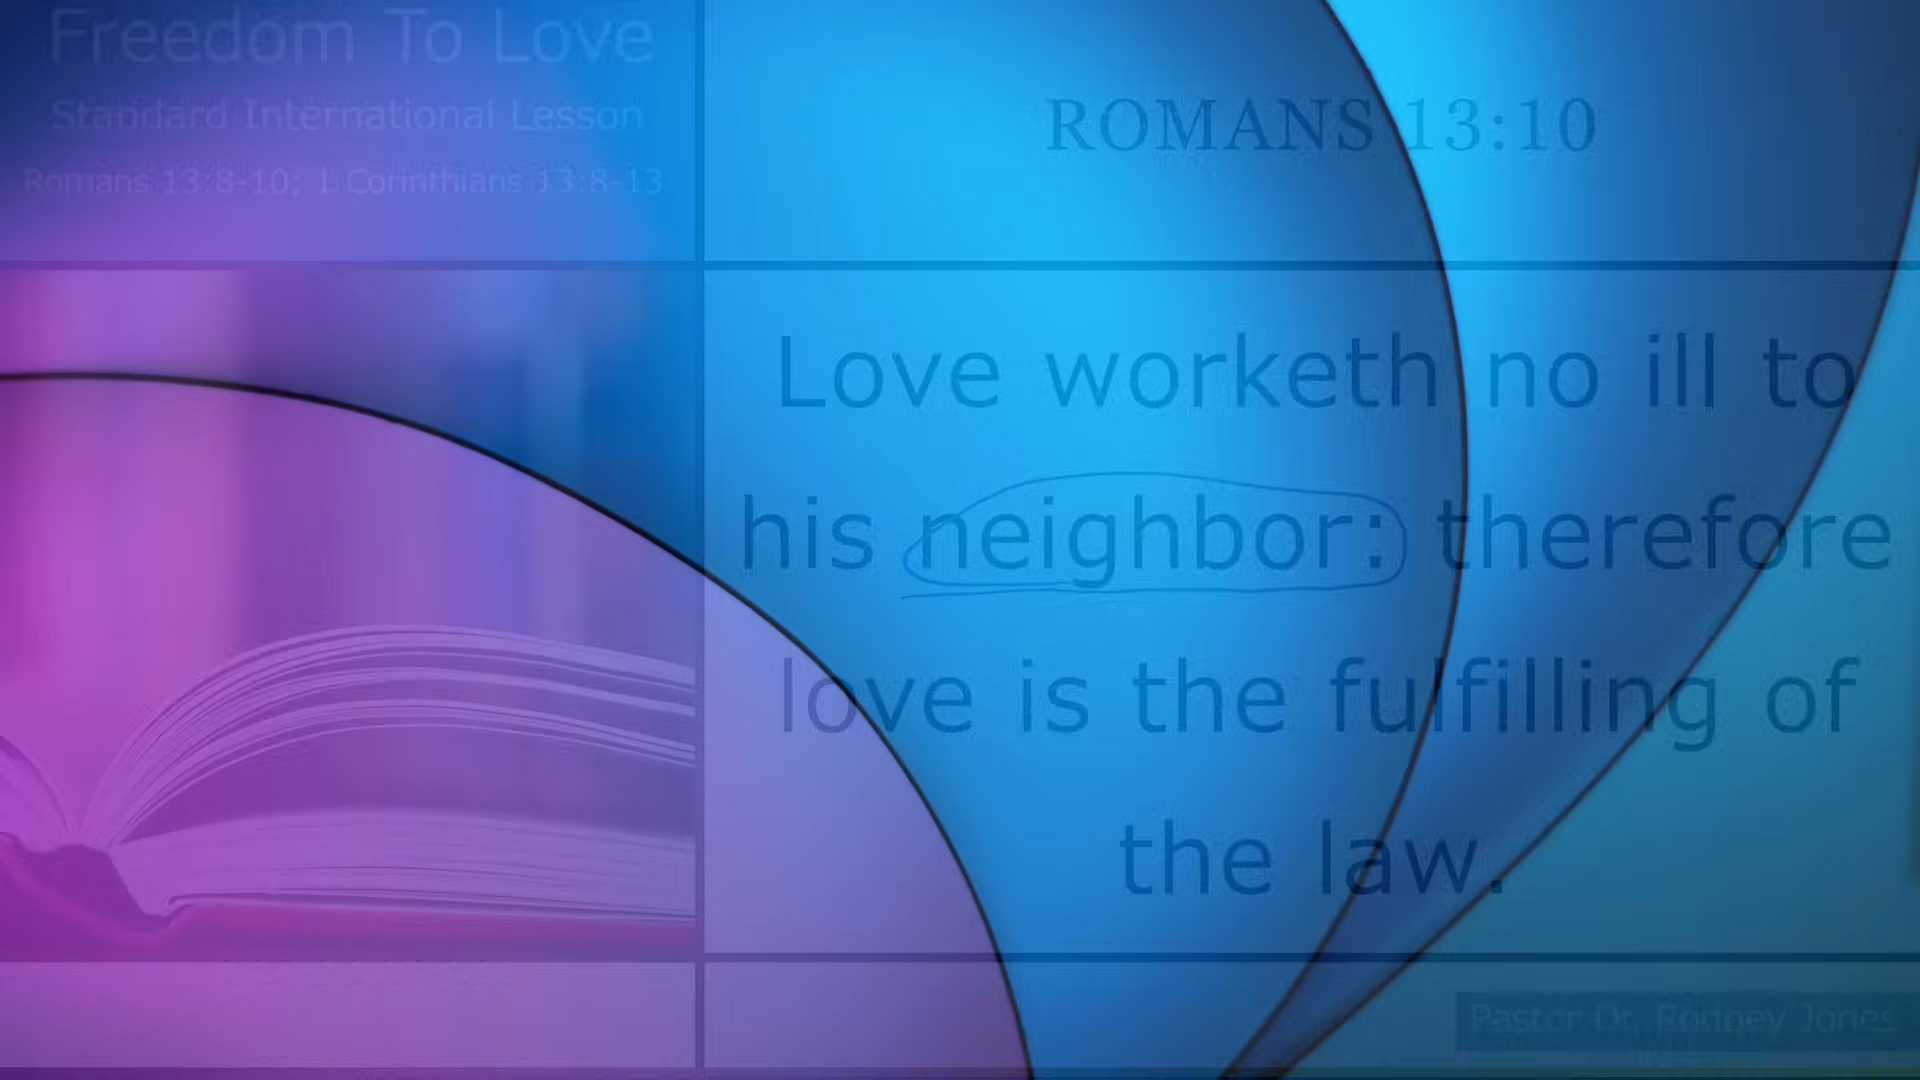 Freedom To Love
Standard International Lesson
Romans 13:8-10; 1 Corinthians 13:8-13
ROMANS 13:10
Love worketh no ill to
his neighbor: therefore
love is the fulfilling of
the law.
Pastor Dr. Rodney Jones